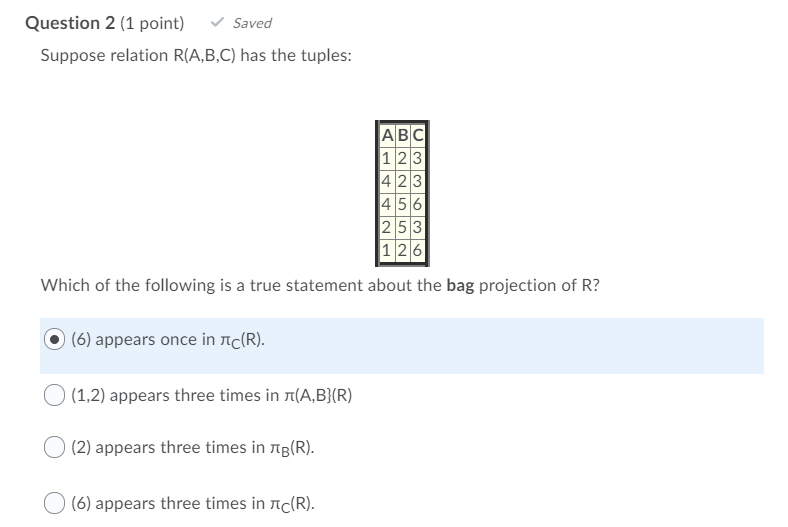 Question 2 (1 point) ✓ Saved
Suppose relation R(A,B,C) has the tuples:
A B C
1 2 3
4 2 3
4 5 6
2 5 3
1 2 6
Which of the following is a true statement about the bag projection of R?
(6) appears once in πC(R).
(1,2) appears three times in π(A,B}(R)
(2) appears three times in πB(R).
(6) appears three times in πC(R).